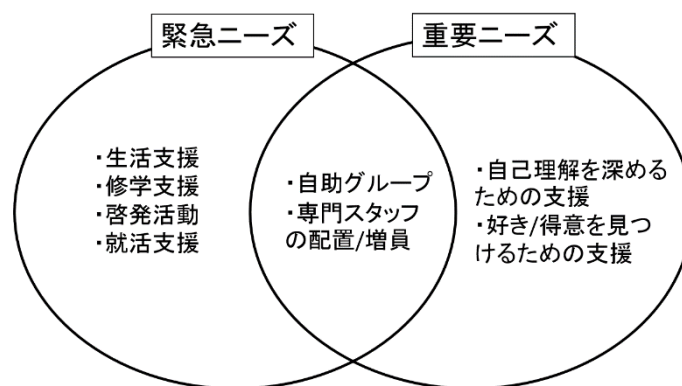 緊急ニーズ
重要ニーズ
・生活支援
・修学支援
・啓発活動
・就活支援
・自助グループ
・専門スタッフ
の配置/増員
・自己理解を深める
ための支援
・好き/得意を見つ
けるための支援